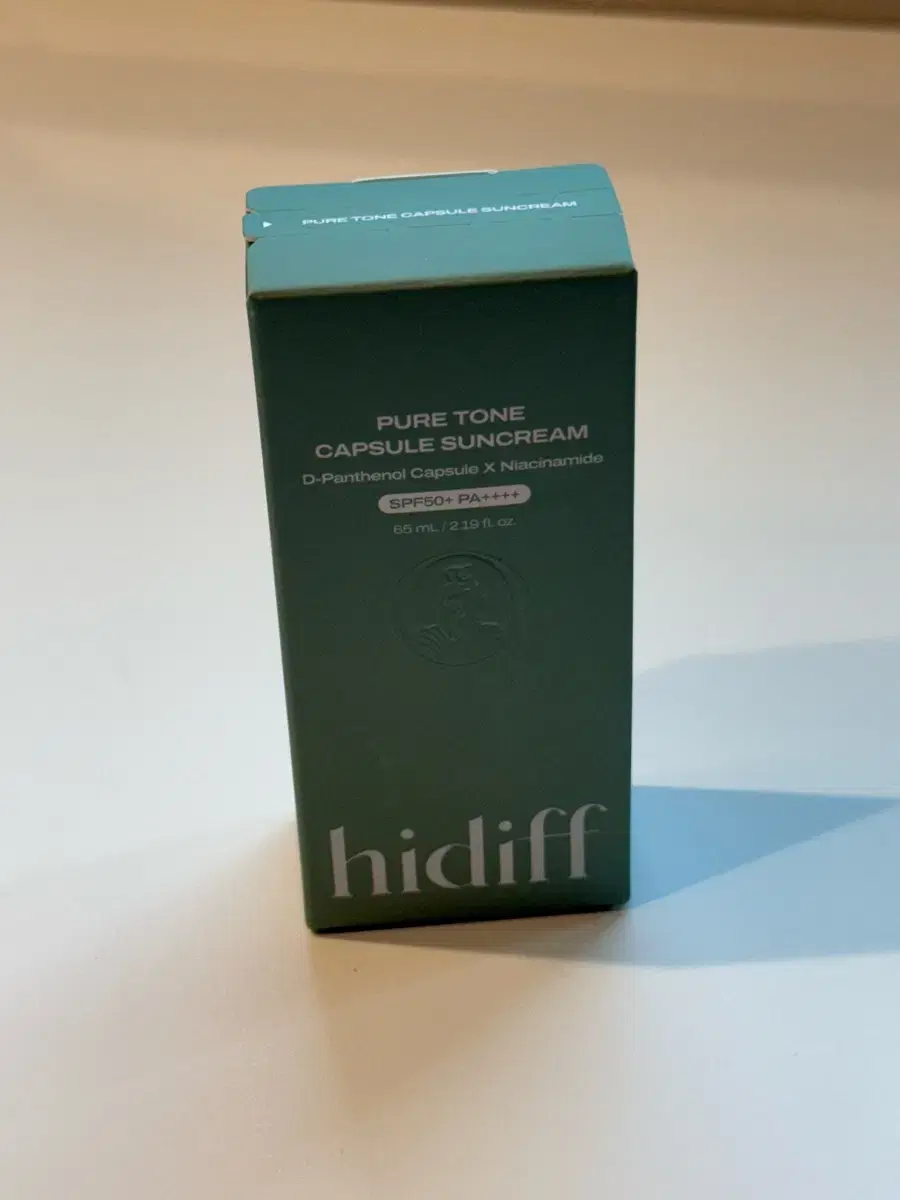 ▶ PURE TONE CAPSULE SUNCREAM
PURE TONE
CAPSULE SUNCREAM
D-Panthenol Capsule X Niacinamide
SPF50+ PA++++
65 mL / 2.19 fl. oz.
hidiff